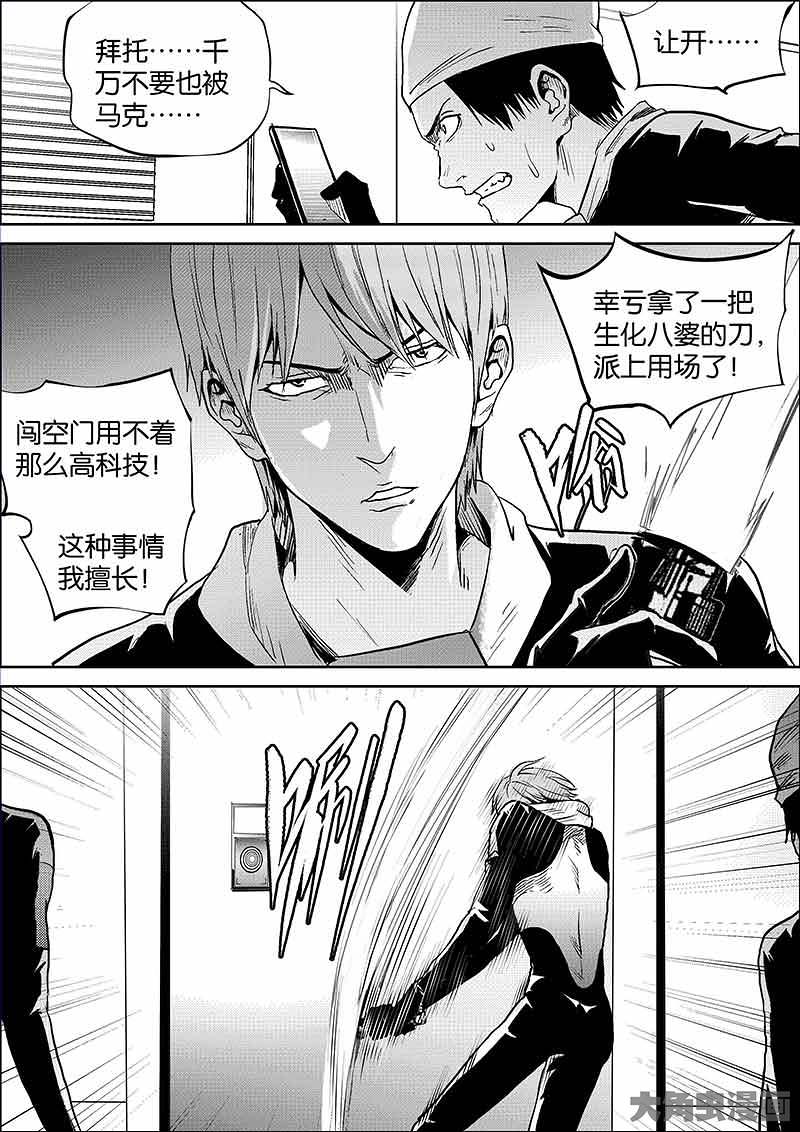 拜托……千
万不要也被
马克……
让开……
幸亏拿了一把
生化八婆的刀，
派上用场了！
闯空门用不着
那么高科技！
这种事情
我擅长！
唰
大角虫漫画